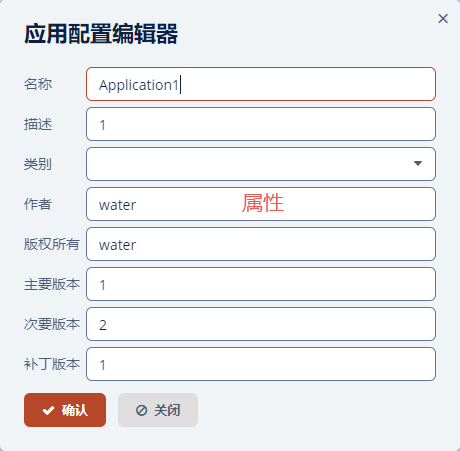 应用配置编辑器
名称 Application1
描述 1
类别
作者 water 属性
版权所有 water
主要版本 1
次要版本 2
补丁版本 1
确认 关闭